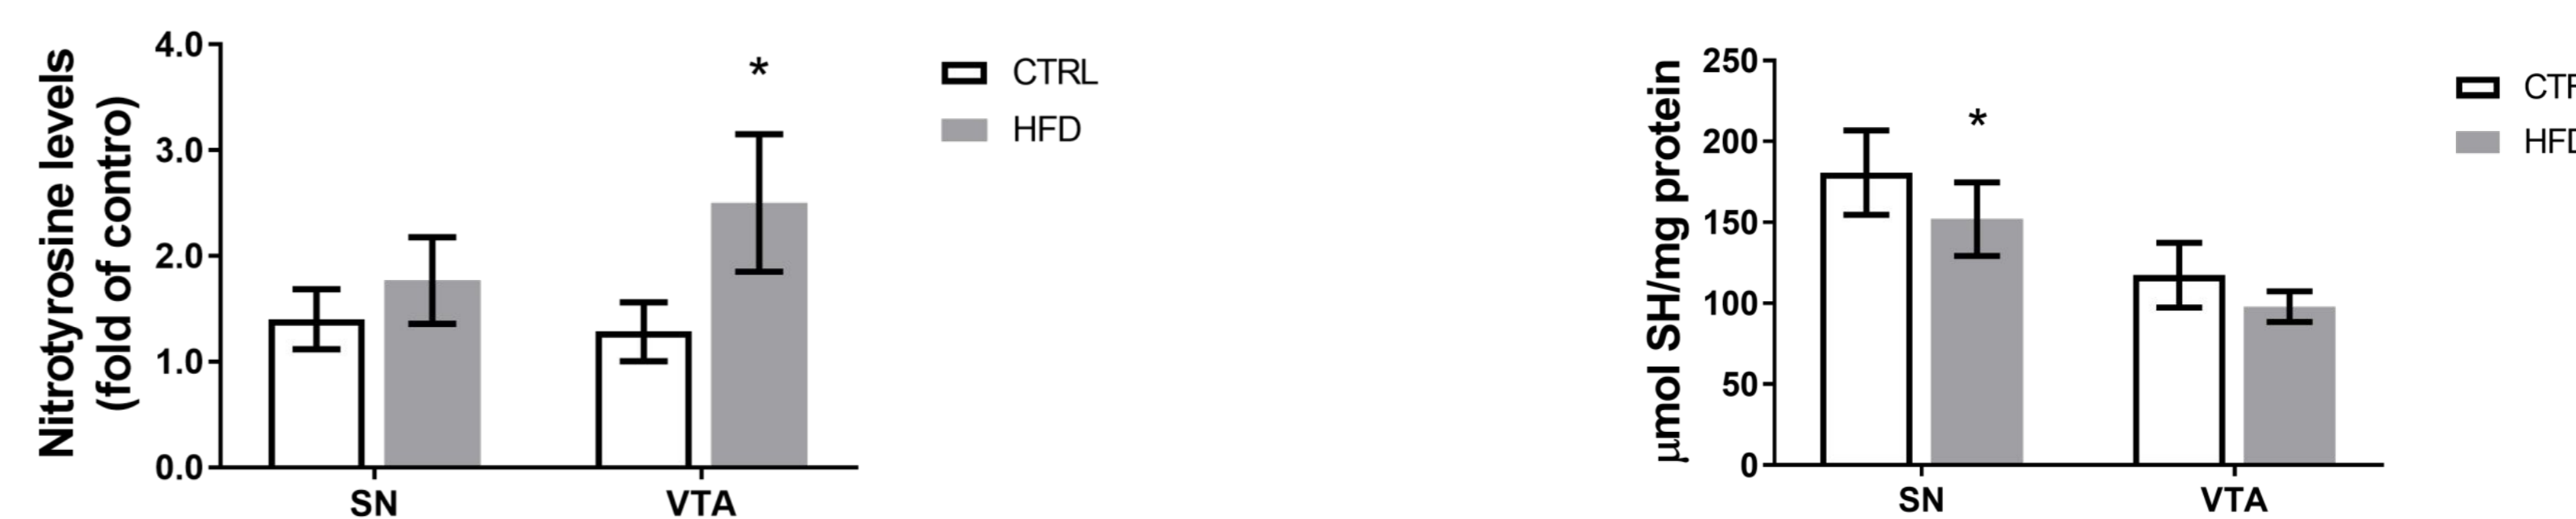 Nitrotyrosine levels
(fold of control)
4.0
3.0
2.0
1.0
0.0
*
SN VTA
CTRL
HFD
μmol SH/mg protein
250
200
150
100
50
0
*
SN VTA